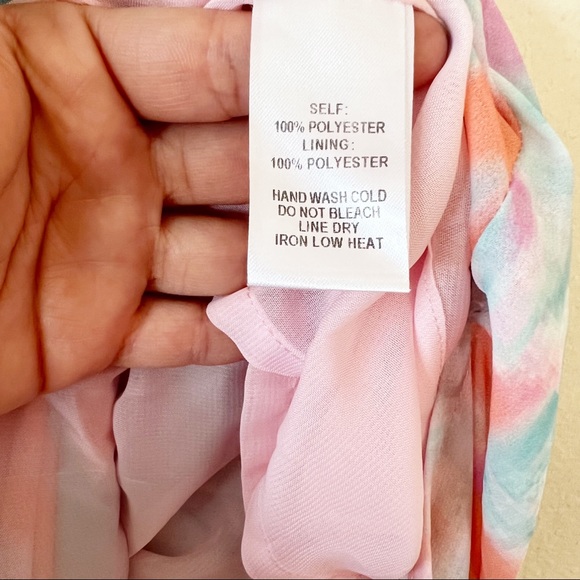 SELF:
100% POLYESTER
LINING:
100% POLYESTER
HAND WASH COLD
DO NOT BLEACH
LINE DRY
IRON LOW HEAT